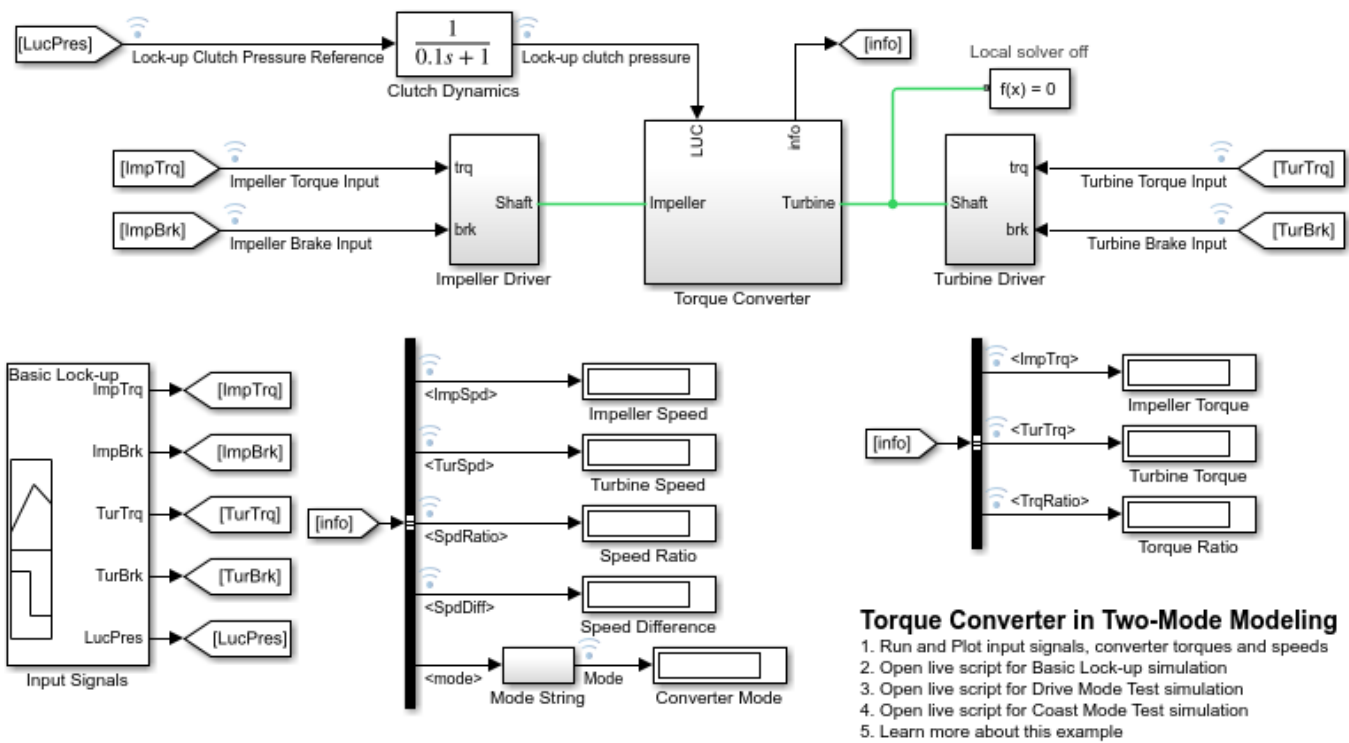 [LucPres]
Lock-up Clutch Pressure Reference
1
0.1s + 1
Clutch Dynamics
Lock-up clutch pressure
[info]
Local solver off
f(x) = 0
[ImpTrq]
Impeller Torque Input
[ImpBrk]
Impeller Brake Input
trq
brk
Shaft
Impeller Driver
LUC
info
Impeller
Turbine
Torque Converter
trq
Shaft
brk
Turbine Driver
Turbine Torque Input
[TurTrq]
Turbine Brake Input
[TurBrk]
Basic Lock-up
ImpTrq
[ImpTrq]
ImpBrk
[ImpBrk]
TurTrq
[TurTrq]
TurBrk
[TurBrk]
LucPres
[LucPres]
Input Signals
[info]
<ImpSpd>
Impeller Speed
<TurSpd>
Turbine Speed
<SpdRatio>
Speed Ratio
<SpdDiff>
Speed Difference
<mode>
Mode String
Mode
Converter Mode
[info]
<ImpTrq>
Impeller Torque
<TurTrq>
Turbine Torque
<TrqRatio>
Torque Ratio
Torque Converter in Two-Mode Modeling
1. Run and Plot input signals, converter torques and speeds
2. Open live script for Basic Lock-up simulation
3. Open live script for Drive Mode Test simulation
4. Open live script for Coast Mode Test simulation
5. Learn more about this example